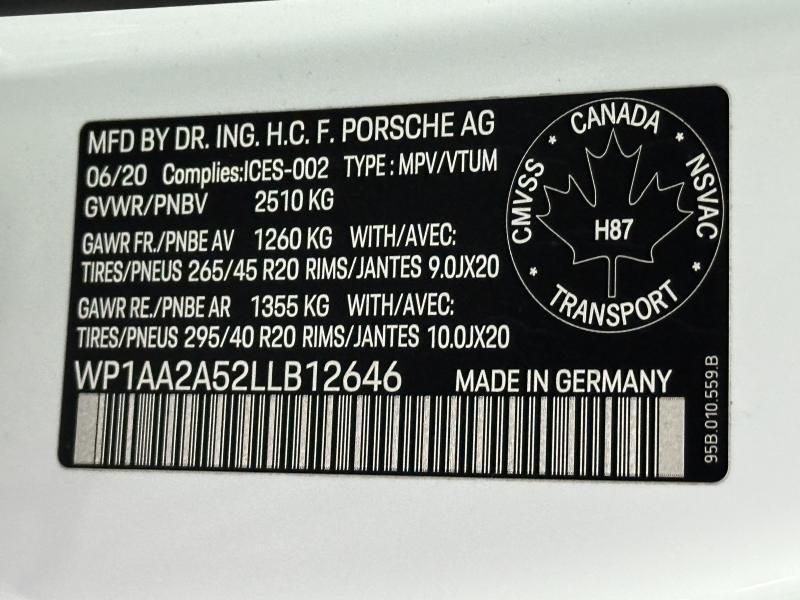 MFD BY DR. ING. H.C. F. PORSCHE AG
06/20 Complies:ICES-002 TYPE : MPV/VTUM
GVWR/PNBV 2510 KG
GAWR FR./PNBE AV 1260 KG WITH/AVEC:
TIRES/PNEUS 265/45 R20 RIMS/JANTES 9.0JX20
GAWR RE./PNBE AR 1355 KG WITH/AVEC:
TIRES/PNEUS 295/40 R20 RIMS/JANTES 10.0JX20
WP1AA2A52LLB12646 MADE IN GERMANY
CANADA
CMVSS
NSVAC
H87
TRANSPORT
95B.010.559.B